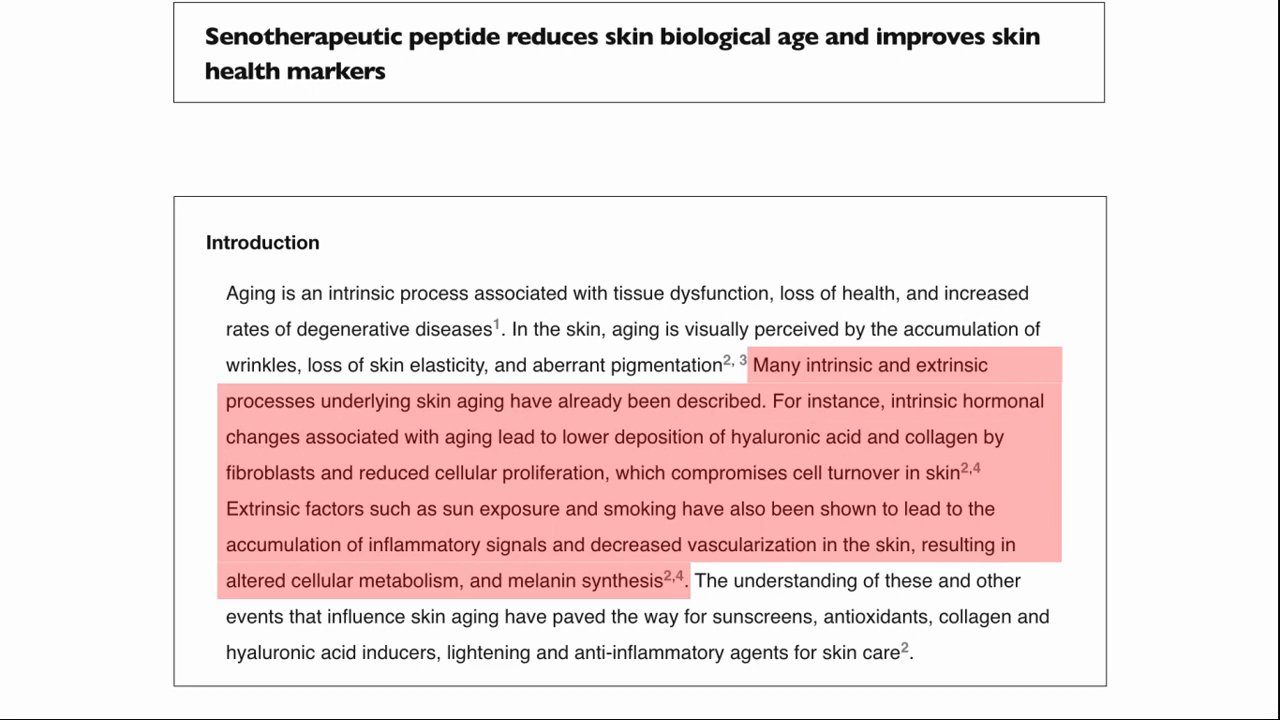 Senotherapeutic peptide reduces skin biological age and improves skin
health markers
Introduction
Aging is an intrinsic process associated with tissue dysfunction, loss of health, and increased
rates of degenerative diseases1. In the skin, aging is visually perceived by the accumulation of
wrinkles, loss of skin elasticity, and aberrant pigmentation2, 3 Many intrinsic and extrinsic
processes underlying skin aging have already been described. For instance, intrinsic hormonal
changes associated with aging lead to lower deposition of hyaluronic acid and collagen by
fibroblasts and reduced cellular proliferation, which compromises cell turnover in skin2,4
Extrinsic factors such as sun exposure and smoking have also been shown to lead to the
accumulation of inflammatory signals and decreased vascularization in the skin, resulting in
altered cellular metabolism, and melanin synthesis2,4. The understanding of these and other
events that influence skin aging have paved the way for sunscreens, antioxidants, collagen and
hyaluronic acid inducers, lightening and anti-inflammatory agents for skin care2.